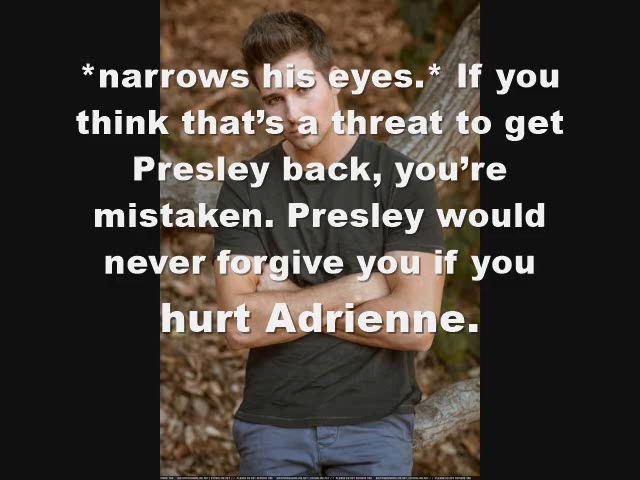 *narrows his eyes.* If you
think that’s a threat to get
Presley back, you’re
mistaken. Presley would
never forgive you if you
hurt Adrienne.